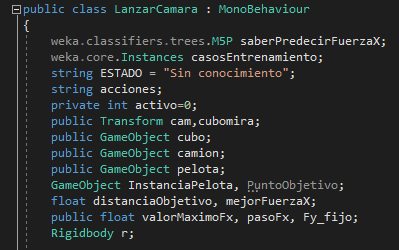 public class LanzarCamara : MonoBehaviour
{
weka.classifiers.trees.M5P saberPredecirFuerzaX;
weka.core.Instances casosEntrenamiento;
string ESTADO = "Sin conocimiento";
string acciones;
private int activo=0;
public Transform cam,cubomira;
public GameObject cubo;
public GameObject camion;
public GameObject pelota;
GameObject InstanciaPelota, PuntoObjetivo;
float distanciaObjetivo, mejorFuerzaX;
public float valorMaximoFx, pasoFx, Fy_fijo;
Rigidbody r;